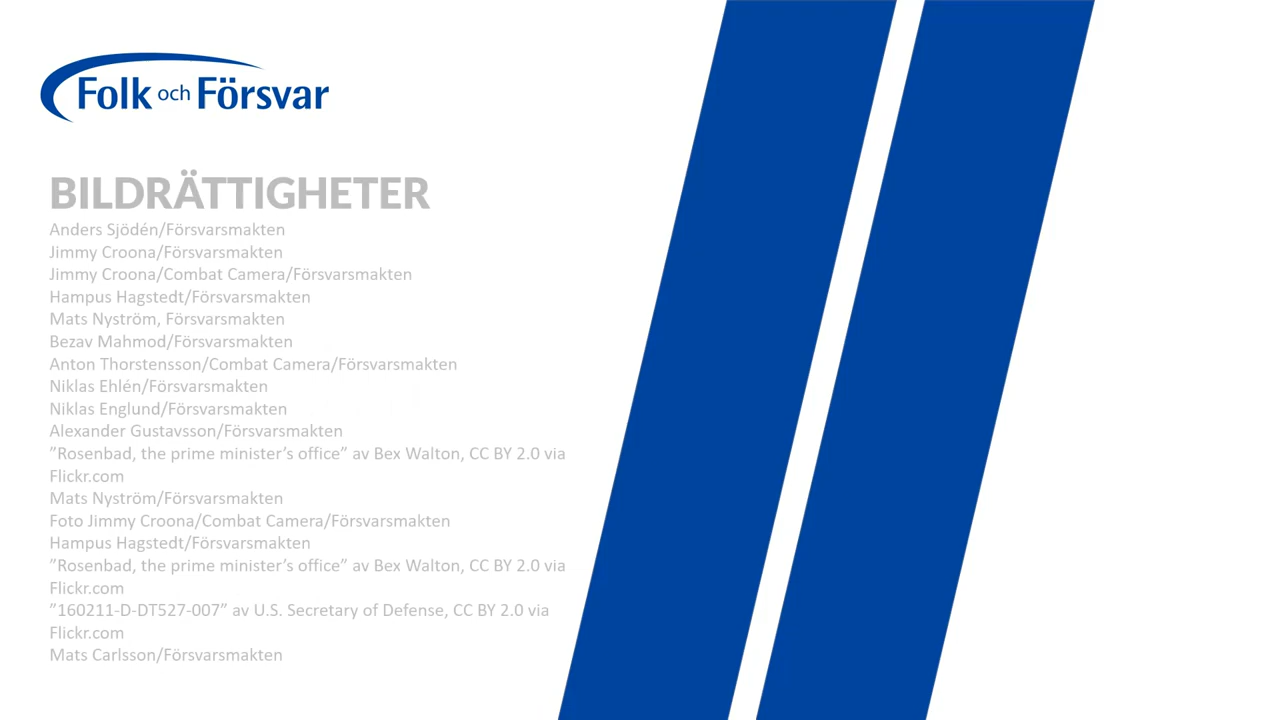 Folk och Försvar
BILDRÄTTIGHETER
Anders Sjödén/Försvarsmakten
Jimmy Croona/Försvarsmakten
Jimmy Croona/Combat Camera/Försvarsmakten
Hampus Hagstedt/Försvarsmakten
Mats Nyström, Försvarsmakten
Bezav Mahmod/Försvarsmakten
Anton Thorstensson/Combat Camera/Försvarsmakten
Niklas Ehlén/Försvarsmakten
Niklas Englund/Försvarsmakten
Alexander Gustavsson/Försvarsmakten
”Rosenbad, the prime minister’s office” av Bex Walton, CC BY 2.0 via
Flickr.com
Mats Nyström/Försvarsmakten
Foto Jimmy Croona/Combat Camera/Försvarsmakten
Hampus Hagstedt/Försvarsmakten
”Rosenbad, the prime minister’s office” av Bex Walton, CC BY 2.0 via
Flickr.com
”160211-D-DT527-007” av U.S. Secretary of Defense, CC BY 2.0 via
Flickr.com
Mats Carlsson/Försvarsmakten